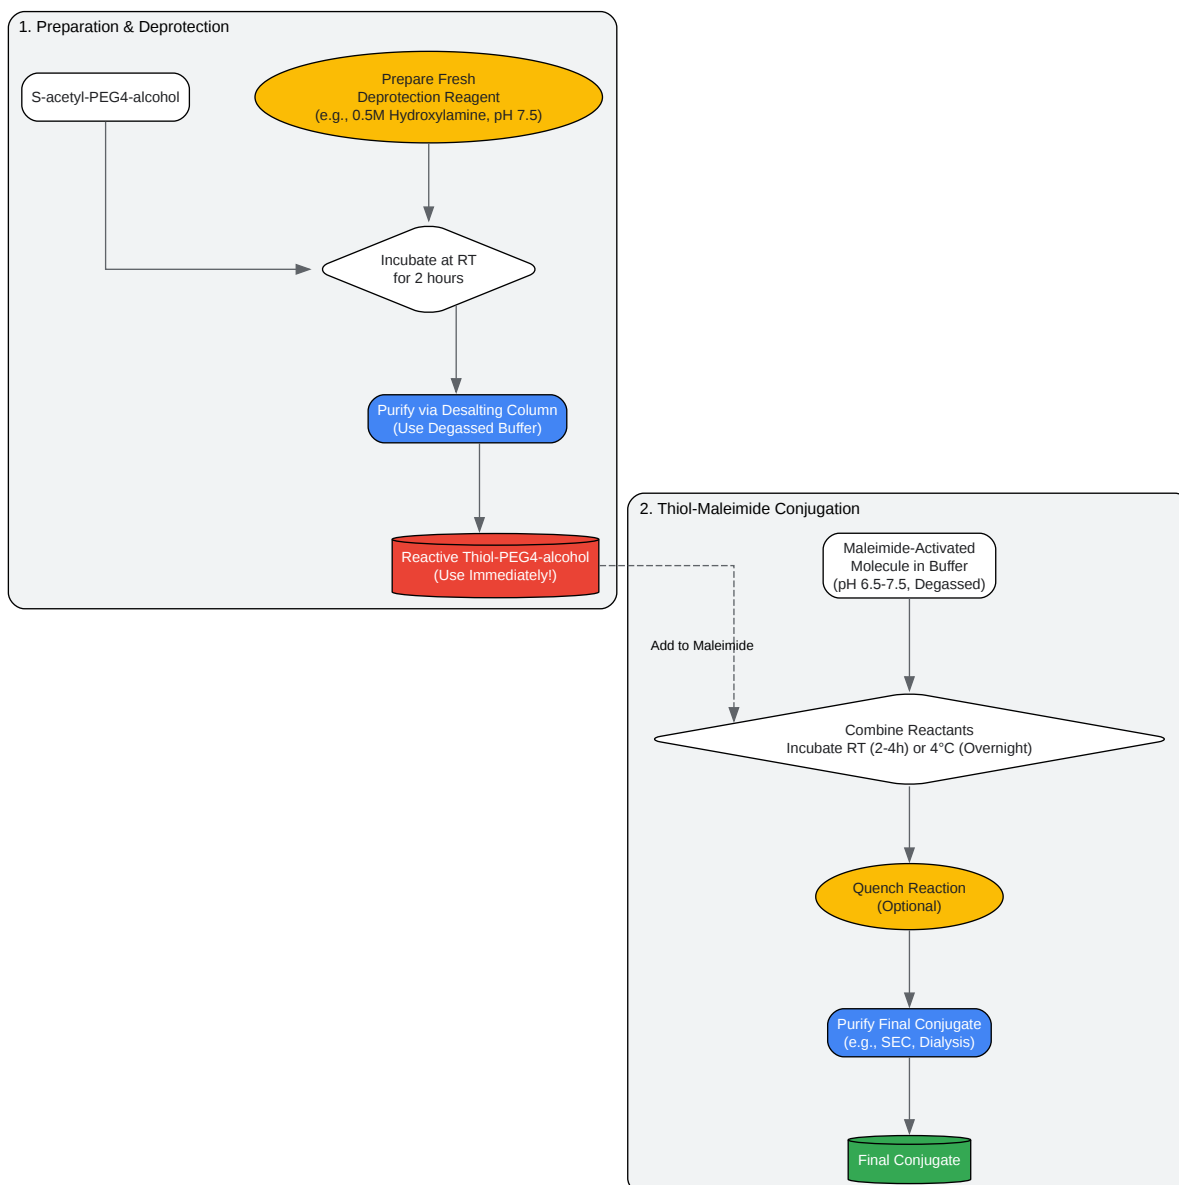 1. Preparation & Deprotection
S-acetyl-PEG4-alcohol
Prepare Fresh
Deprotection Reagent
(e.g., 0.5M Hydroxylamine, pH 7.5)
Incubate at RT
for 2 hours
Purify via Desalting Column
(Use Degassed Buffer)
Reactive Thiol-PEG4-alcohol
(Use Immediately!)
2. Thiol-Maleimide Conjugation
Maleimide-Activated
Molecule in Buffer
(pH 6.5-7.5, Degassed)
Add to Maleimide
Combine Reactants
Incubate RT (2-4h) or 4°C (Overnight)
Quench Reaction
(Optional)
Purify Final Conjugate
(e.g., SEC, Dialysis)
Final Conjugate